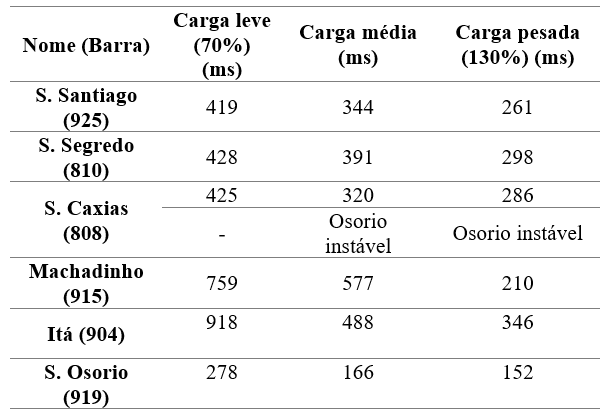 Nome (Barra) Carga leve (70%) (ms) Carga média (ms) Carga pesada (130%) (ms)
S. Santiago (925) 419 344 261
S. Segredo (810) 428 391 298
S. Caxias (808) 425 320 286
- Osorio instável Osorio instável
Machadinho (915) 759 577 210
Itá (904) 918 488 346
S. Osorio (919) 278 166 152